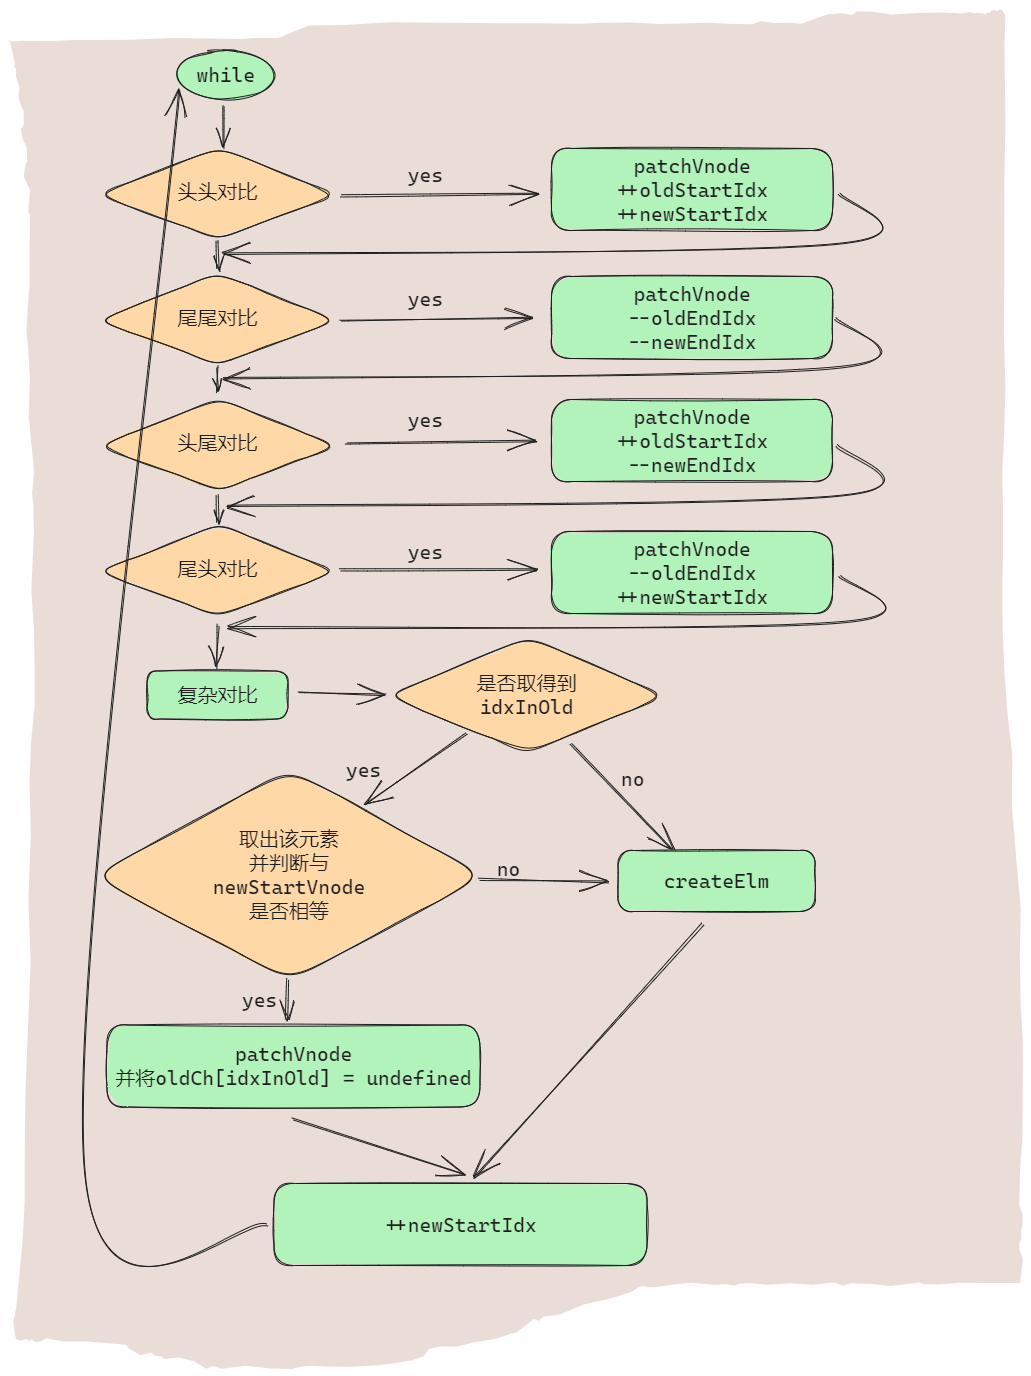 while
头头对比
yes
patchVnode
++oldStartIdx
++newStartIdx
尾尾对比
yes
patchVnode
--oldEndIdx
--newEndIdx
头尾对比
yes
patchVnode
++oldStartIdx
--newEndIdx
尾头对比
yes
patchVnode
--oldEndIdx
++newStartIdx
复杂对比
是否取得到
idxInOld
yes
no
取出该元素
并判断与
newStartVnode
是否相等
no
createElm
yes
patchVnode
并将oldCh[idxInOld] = undefined
++newStartIdx